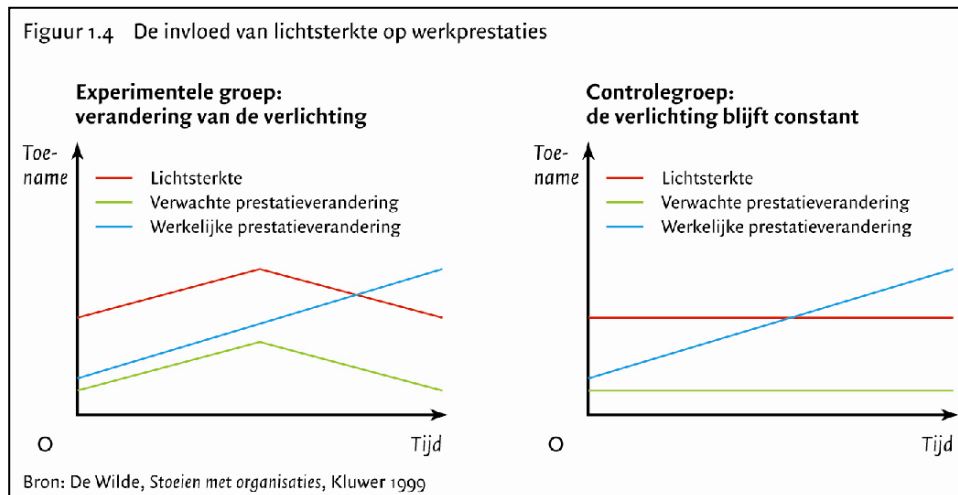 Figuur 1.4 De invloed van lichtsterkte op werkprestaties
Experimentele groep:
verandering van de verlichting
Toe-
name
Lichtsterkte
Verwachte prestatieverandering
Werkelijke prestatieverandering
O
Tijd
Controlegroep:
de verlichting blijft constant
Toe-
name
Lichtsterkte
Verwachte prestatieverandering
Werkelijke prestatieverandering
O
Tijd
Bron: De Wilde, Stoeien met organisaties, Kluwer 1999